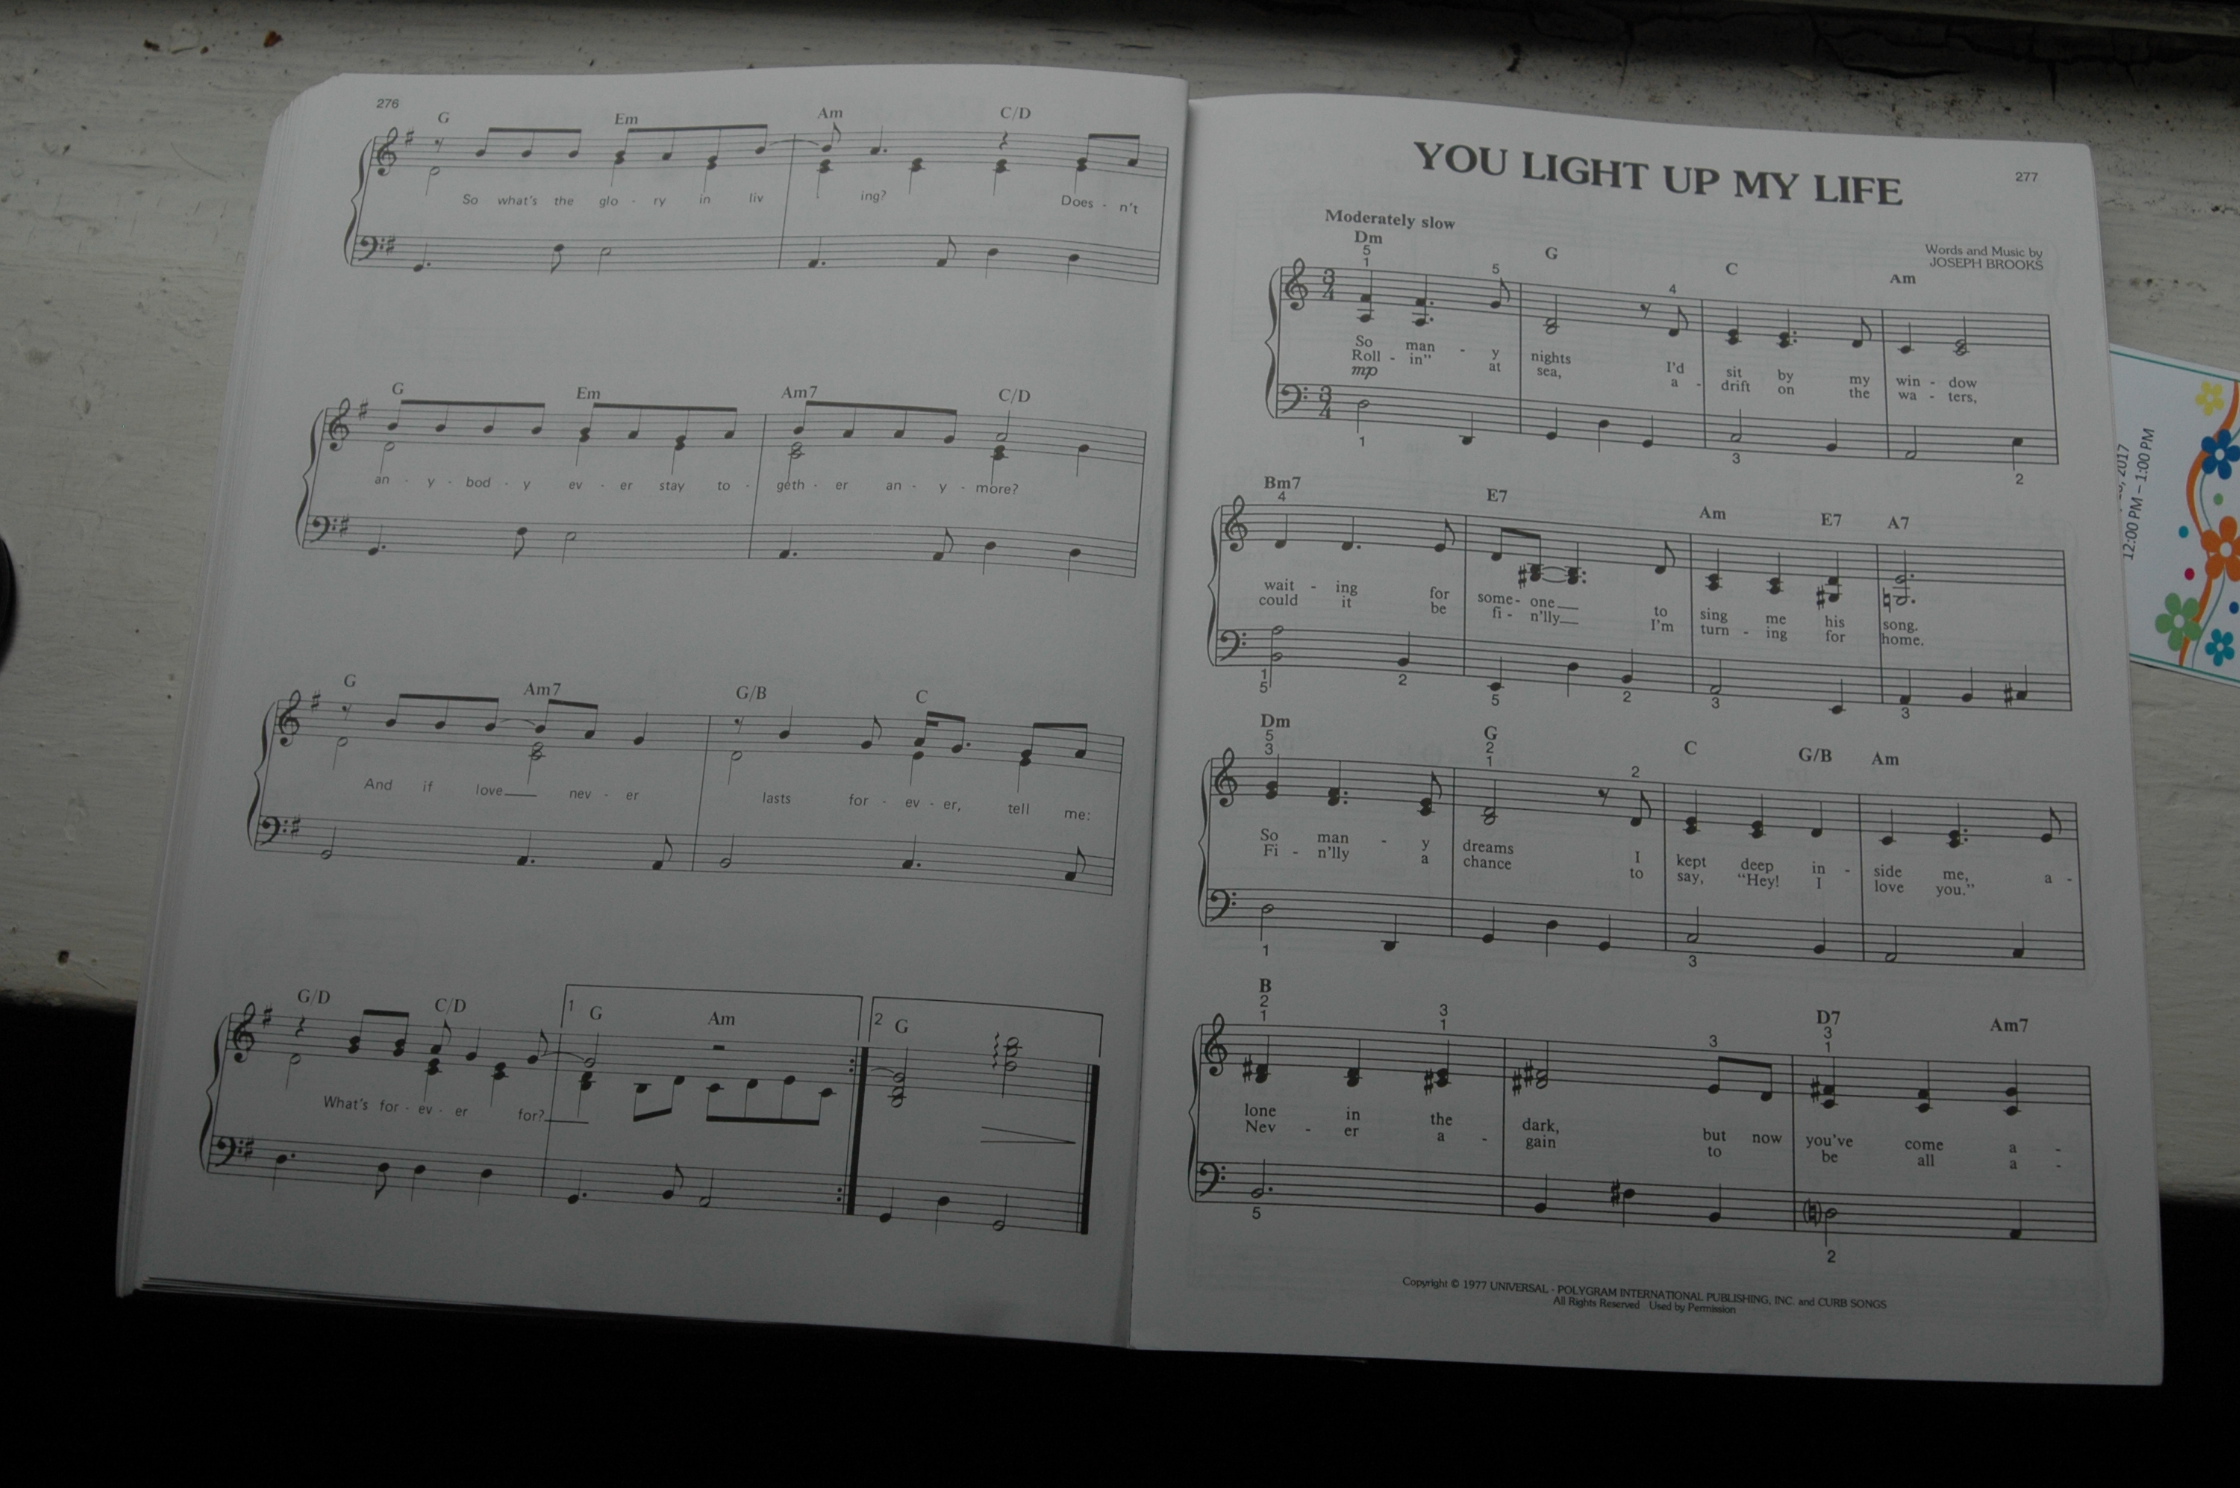 276
G Em Am C/D
So what's the glo - ry in liv ing? Does - n't
G Em Am7 C/D
an - y - bod - y ev - er stay to - geth - er an - y - more?
G Am7 G/B C
And if love nev - er lasts for - ev - er, tell me:
G/D C/D 1 G Am 2 G
What's for - ev - er for?
YOU LIGHT UP MY LIFE
277
Moderately slow
Words and Music by
JOSEPH BROOKS
Dm G C Am
5 5 4
1
3
4
So man - y nights I'd sit by my win - dow
Roll - in" at sea, a - drift on the wa - ters,
mp
3
4
1 3 2
Bm7 E7 Am E7 A7
4
wait - ing for some - one to sing me his song.
could it be fi - n'lly I'm turn - ing for home.
1 2 5 2 3 3
5
Dm G C G/B Am
5 2 2
3 1
So man - y dreams I kept deep in - side me, a -
Fi - n'lly a chance to say, "Hey! I love you."
1 3
B D7 Am7
2 3 3 3
1 1 1
lone in the dark, but now you've come a -
Nev - er a - gain to be all a -
5 2
Copyright © 1977 UNIVERSAL - POLYGRAM INTERNATIONAL PUBLISHING, INC. and CURB SONGS
All Rights Reserved Used by Permission
2017
12:00 PM – 1:00 PM